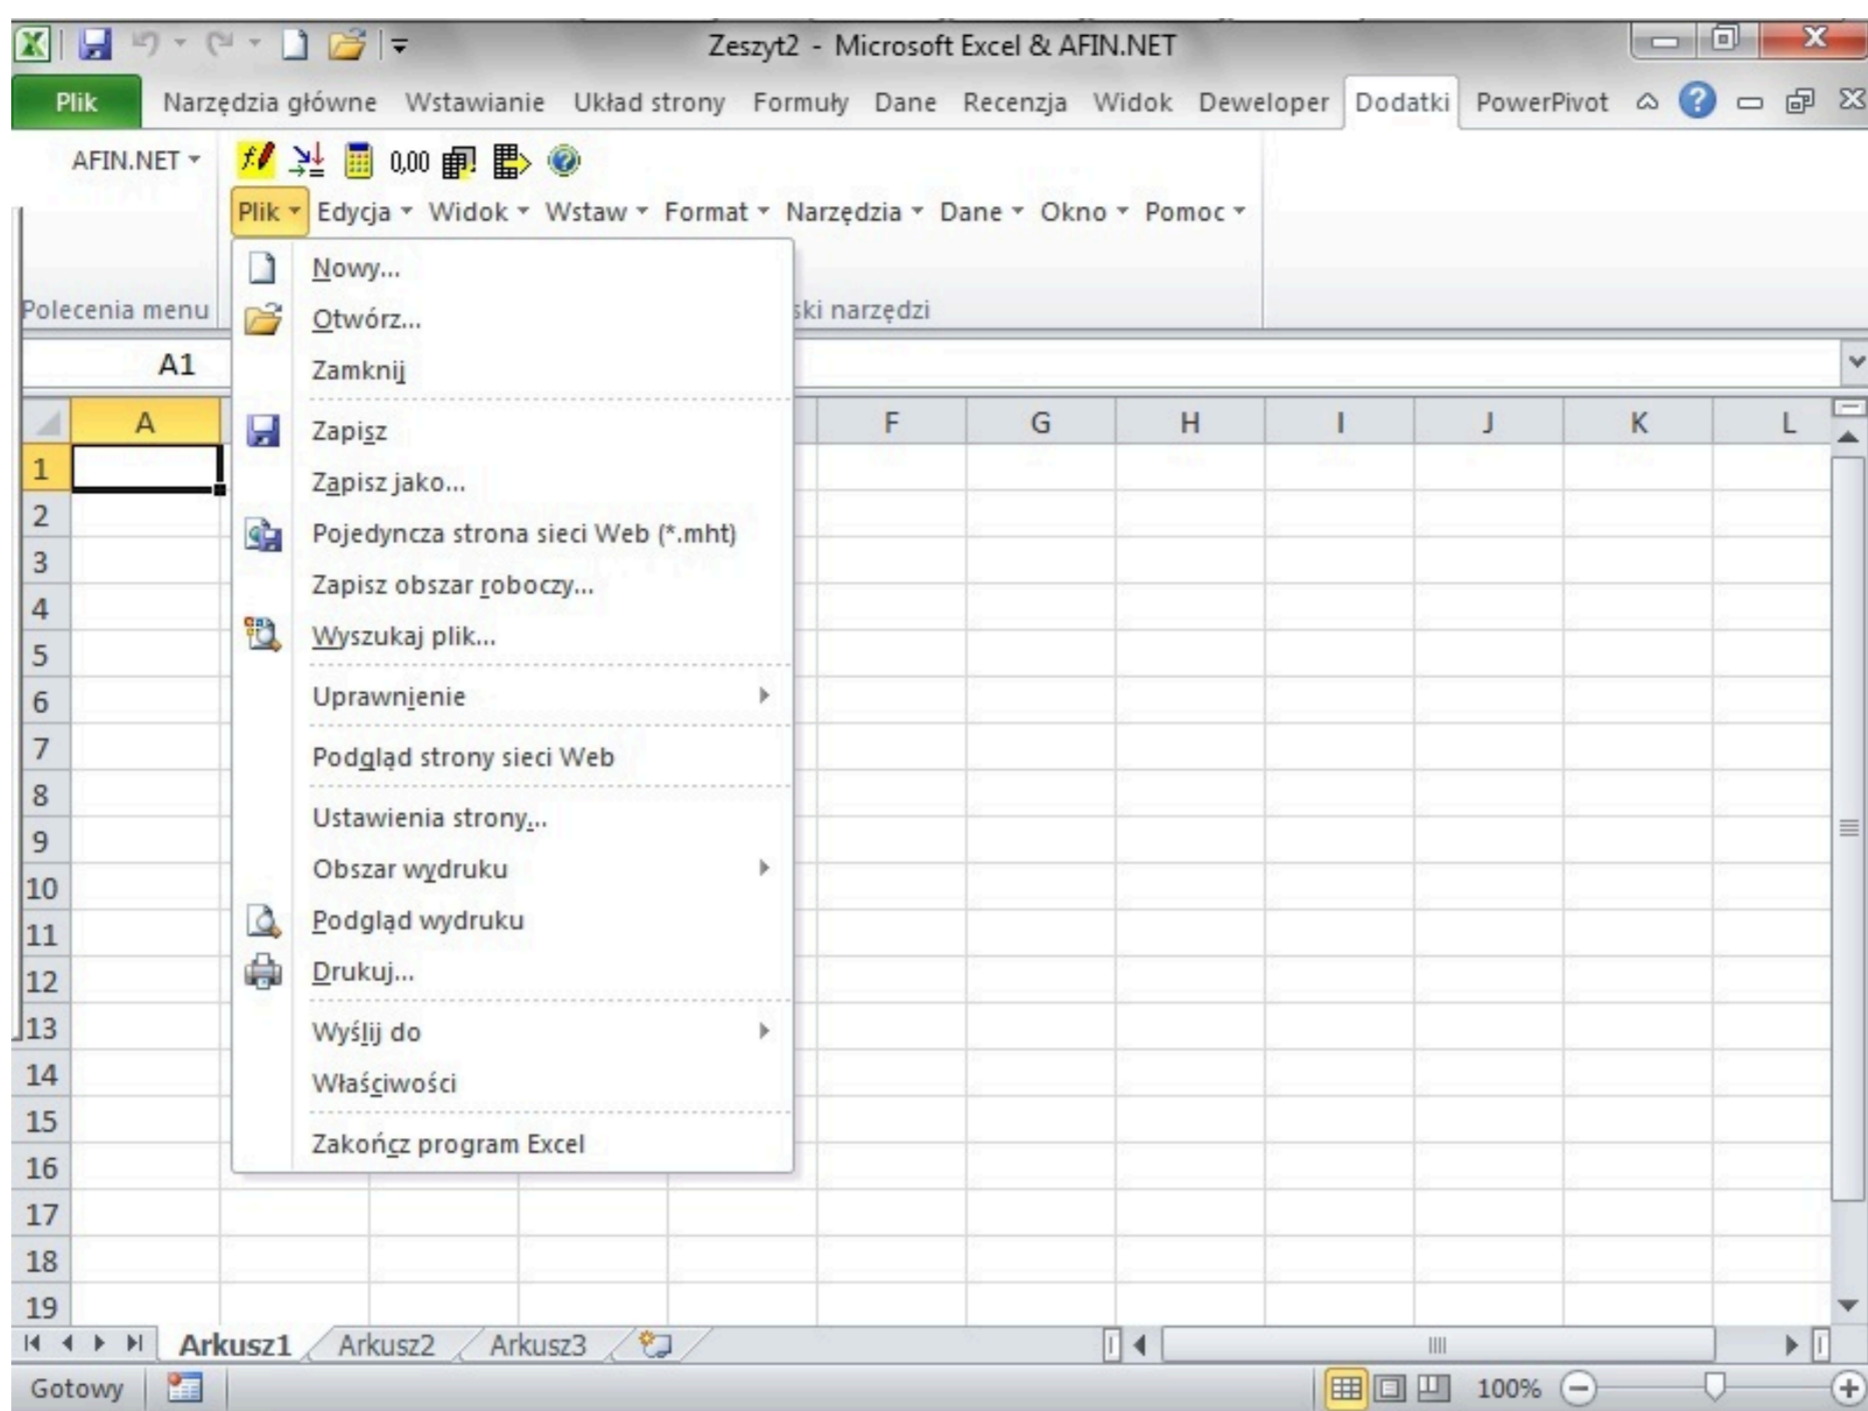 Zeszyt2 - Microsoft Excel & AFIN.NET
Plik Narzędzia główne Wstawianie Układ strony Formuły Dane Recenzja Widok Deweloper Dodatki PowerPivot
AFIN.NET 0,00
Plik Edycja Widok Wstaw Format Narzędzia Dane Okno Pomoc
Nowy...
Polecenia menu Otwórz... ski narzędzi
A1 Zamknij
A F G H I J K L
Zapisz
1
Zapisz jako...
2
Pojedyncza strona sieci Web (*.mht)
3
Zapisz obszar roboczy...
4
Wyszukaj plik...
5
6 Uprawnienie
7 Podgląd strony sieci Web
8
Ustawienia strony...
9
Obszar wydruku
10
Podgląd wydruku
11
12 Drukuj...
13 Wyślij do
14 Właściwości
15
Zakończ program Excel
16
17
18
19
Arkusz1 Arkusz2 Arkusz3
Gotowy 100%